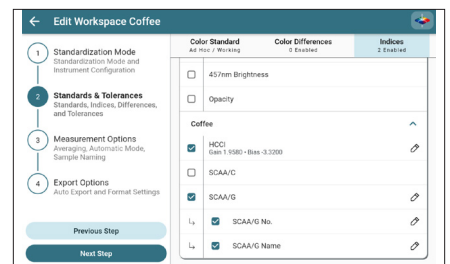 Edit Workspace Coffee
1
Standardization Mode
Standardization Mode and
Instrument Configuration
2
Standards & Tolerances
Standards, Indices, Differences,
and Tolerances
3
Measurement Options
Averaging, Automatic Mode,
Sample Naming
4
Export Options
Auto Export and Format Settings
Previous Step
Next Step
Color Standard
Ad Hoc / Working
Color Differences
0 Enabled
Indices
2 Enabled
457nm Brightness
Opacity
Coffee
HCCI
Gain 1.9580 • Bias -3.3200
SCAA/C
SCAA/G
SCAA/G No.
SCAA/G Name